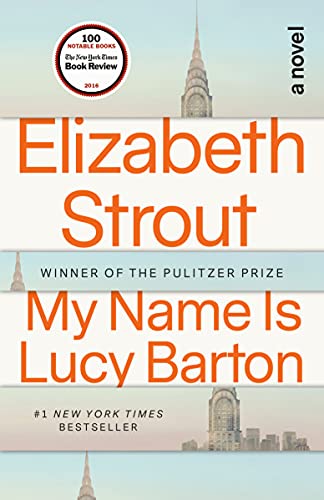 100
NOTABLE BOOKS
The New York Times
Book Review
2016
a novel
Elizabeth
Strout
WINNER OF THE PULITZER PRIZE
My Name Is
Lucy Barton
#1 NEW YORK TIMES
BESTSELLER